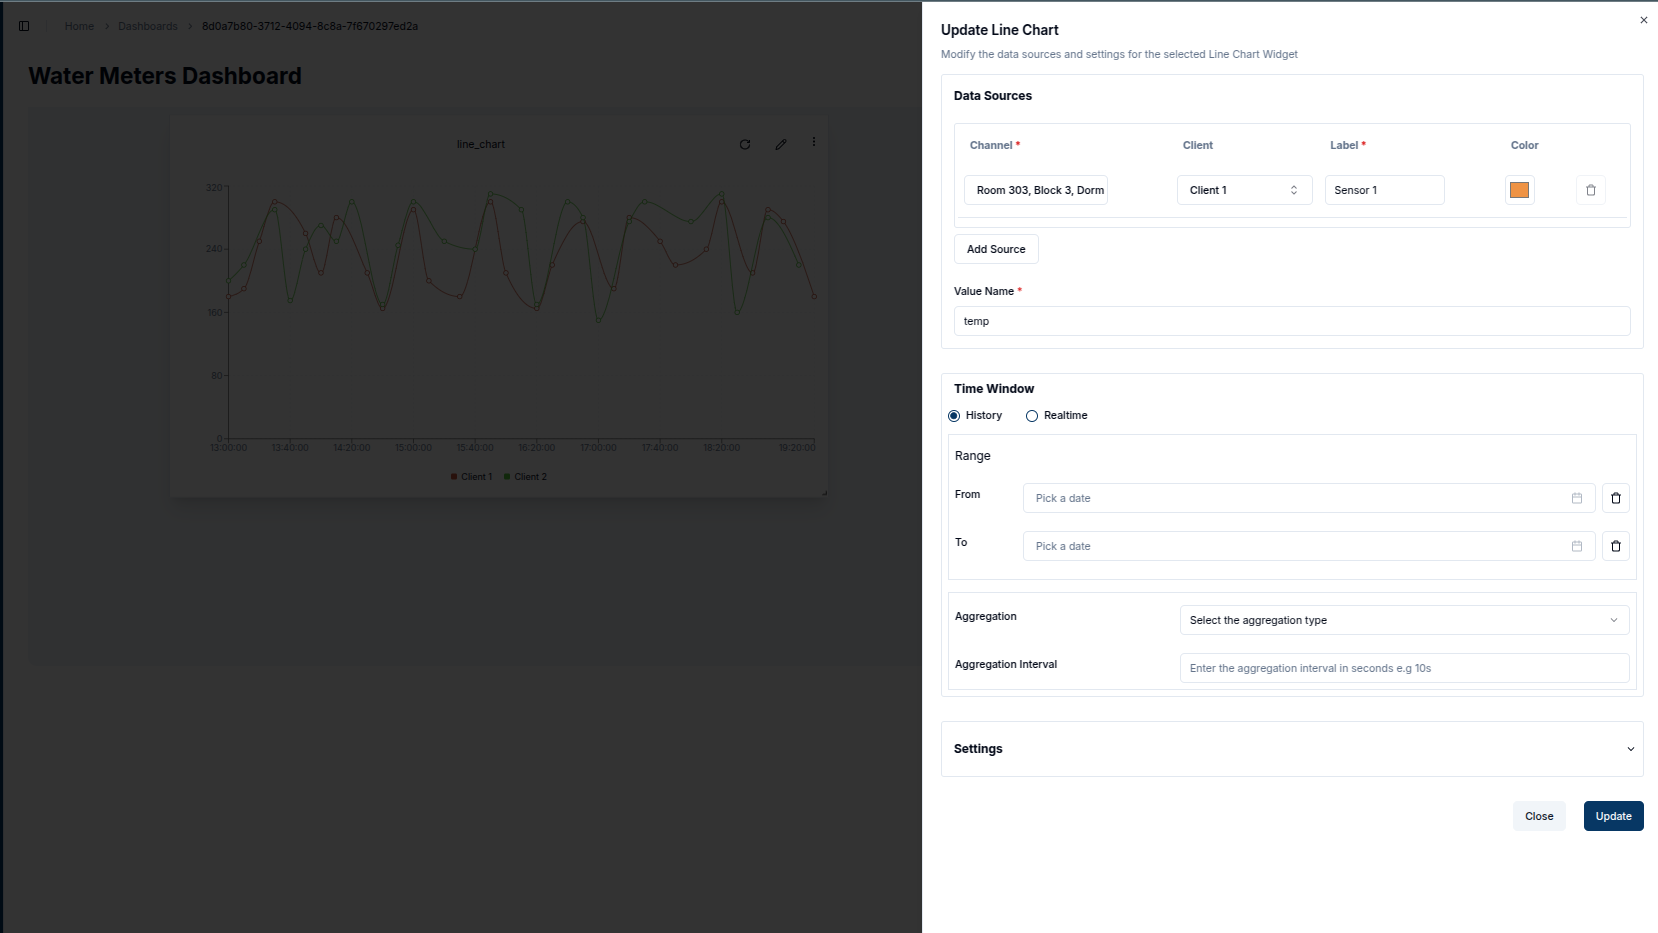 Home > Dashboards > 8d0a7b80-3712-4094-8c8a-7f670297ed2a
Water Meters Dashboard
line_chart
320
240
160
80
0
13:00:00 13:40:00 14:20:00 15:00:00 15:40:00 16:20:00 17:00:00 17:40:00 18:20:00 19:20:00
Client 1 Client 2
Update Line Chart
Modify the data sources and settings for the selected Line Chart Widget
Data Sources
Channel * Client Label * Color
Room 303, Block 3, Dorm Client 1 Sensor 1
Add Source
Value Name *
temp
Time Window
History Realtime
Range
From Pick a date
To Pick a date
Aggregation Select the aggregation type
Aggregation Interval Enter the aggregation interval in seconds e.g 10s
Settings
Close Update